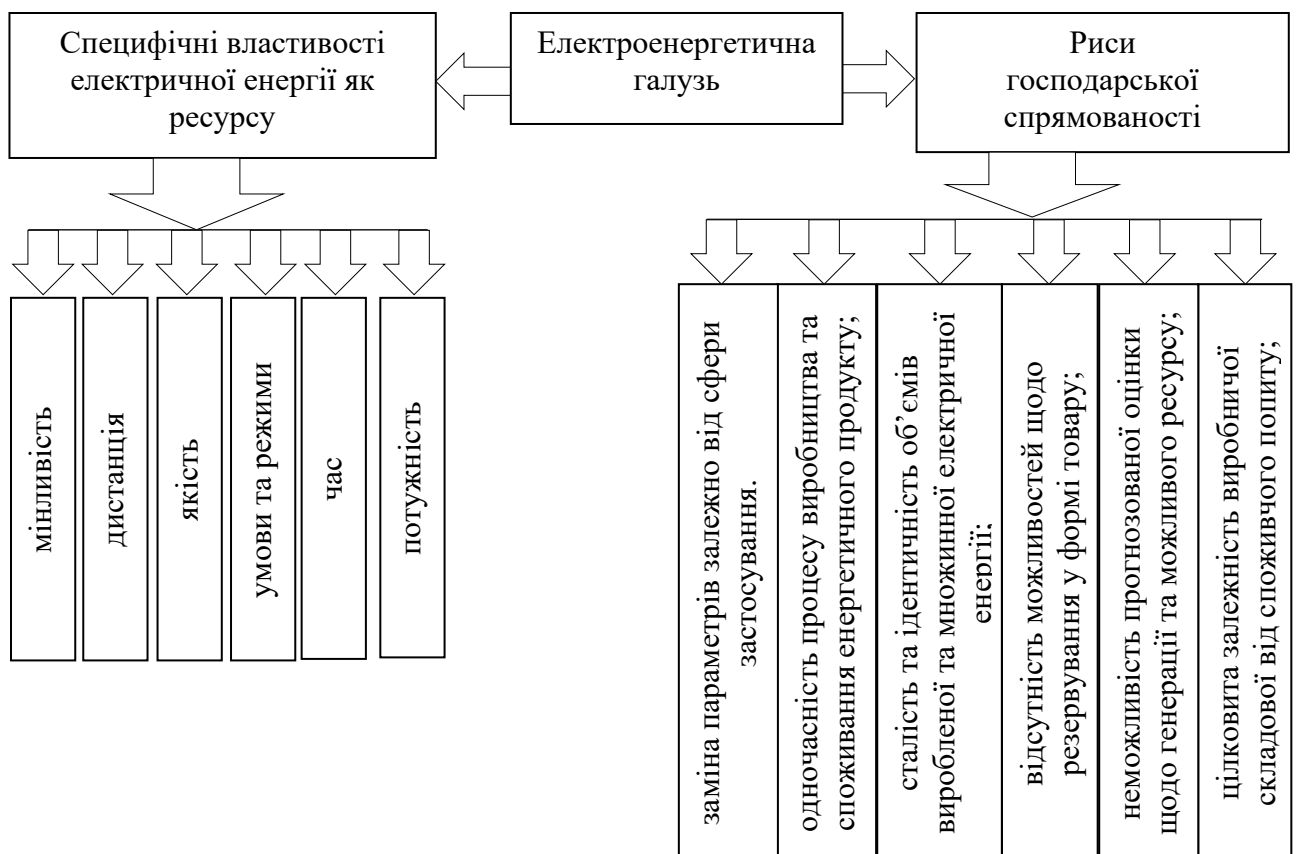 Специфічні властивості
електричної енергії як
ресурсу
Електроенергетична
галузь
Риси
господарської
спрямованості
мінливість
дистанція
якість
умови та режими
час
потужність
заміна параметрів залежно від сфери
застосування.
одночасність процесу виробництва та
споживання енергетичного продукту;
сталість та ідентичність об’ємів
виробленої та множинної електричної
енергії;
відсутність можливостей щодо
резервування у формі товару;
неможливість прогнозованої оцінки
щодо генерації та можливого ресурсу;
цілковита залежність виробничої
складової від споживчого попиту;